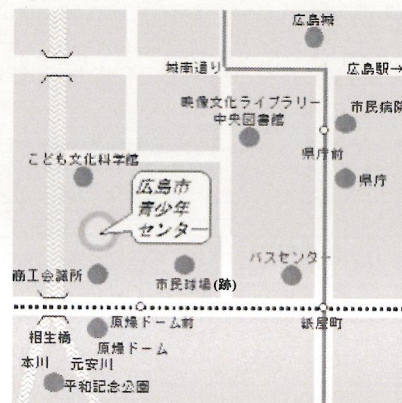 広島城
城南通り
広島駅→
映像文化ライブラリー
中央図書館
市民病院
県庁前
こども文化科学館
県庁
広島市
青少年
センター
バスセンター
商工会議所
市民球場(跡)
原爆ドーム前
紙屋町
相生橋
原爆ドーム
本川
元安川
平和記念公園